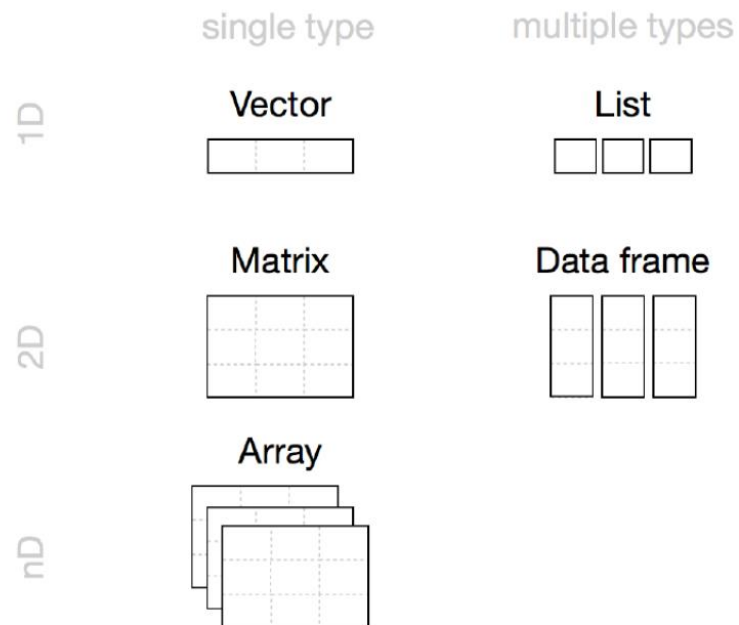 single type
multiple types
1D
Vector
List
2D
Matrix
Data frame
nD
Array